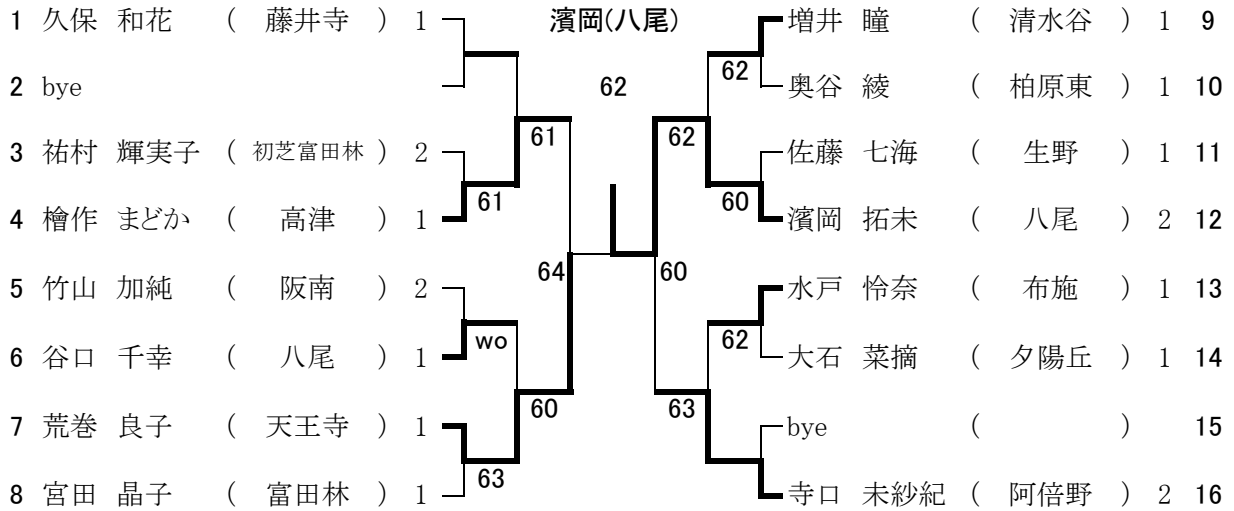 濱岡(八尾)
62
1 久保 和花 ( 藤井寺 ) 1
2 bye
3 祐村 輝実子 ( 初芝富田林 ) 2
4 檜作 まどか ( 高津 ) 1
5 竹山 加純 ( 阪南 ) 2
6 谷口 千幸 ( 八尾 ) 1
7 荒巻 良子 ( 天王寺 ) 1
8 宮田 晶子 ( 富田林 ) 1
61
61
64
wo
60
63
増井 瞳 ( 清水谷 ) 1 9
奥谷 綾 ( 柏原東 ) 1 10
佐藤 七海 ( 生野 ) 1 11
濱岡 拓未 ( 八尾 ) 2 12
水戸 怜奈 ( 布施 ) 1 13
大石 菜摘 ( 夕陽丘 ) 1 14
bye ( ) 15
寺口 未紗紀 ( 阿倍野 ) 2 16
62
62
60
60
62
63